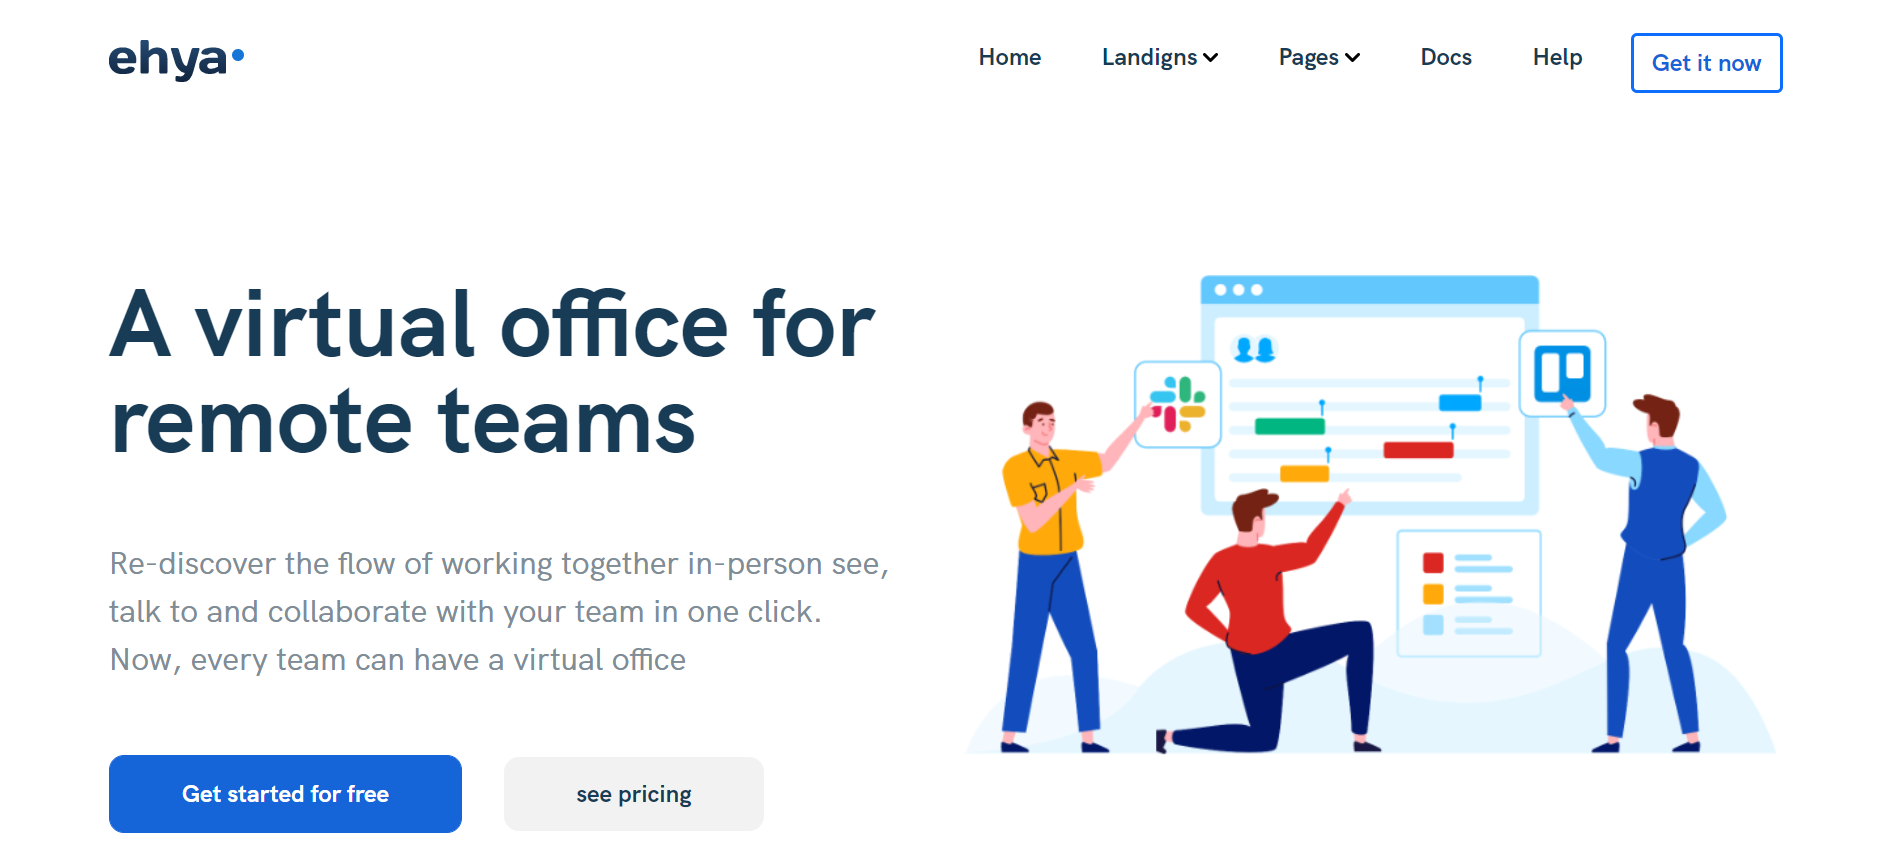 ehya
Home Landigns Pages Docs Help Get it now
A virtual office for
remote teams
Re-discover the flow of working together in-person see,
talk to and collaborate with your team in one click.
Now, every team can have a virtual office
Get started for free see pricing